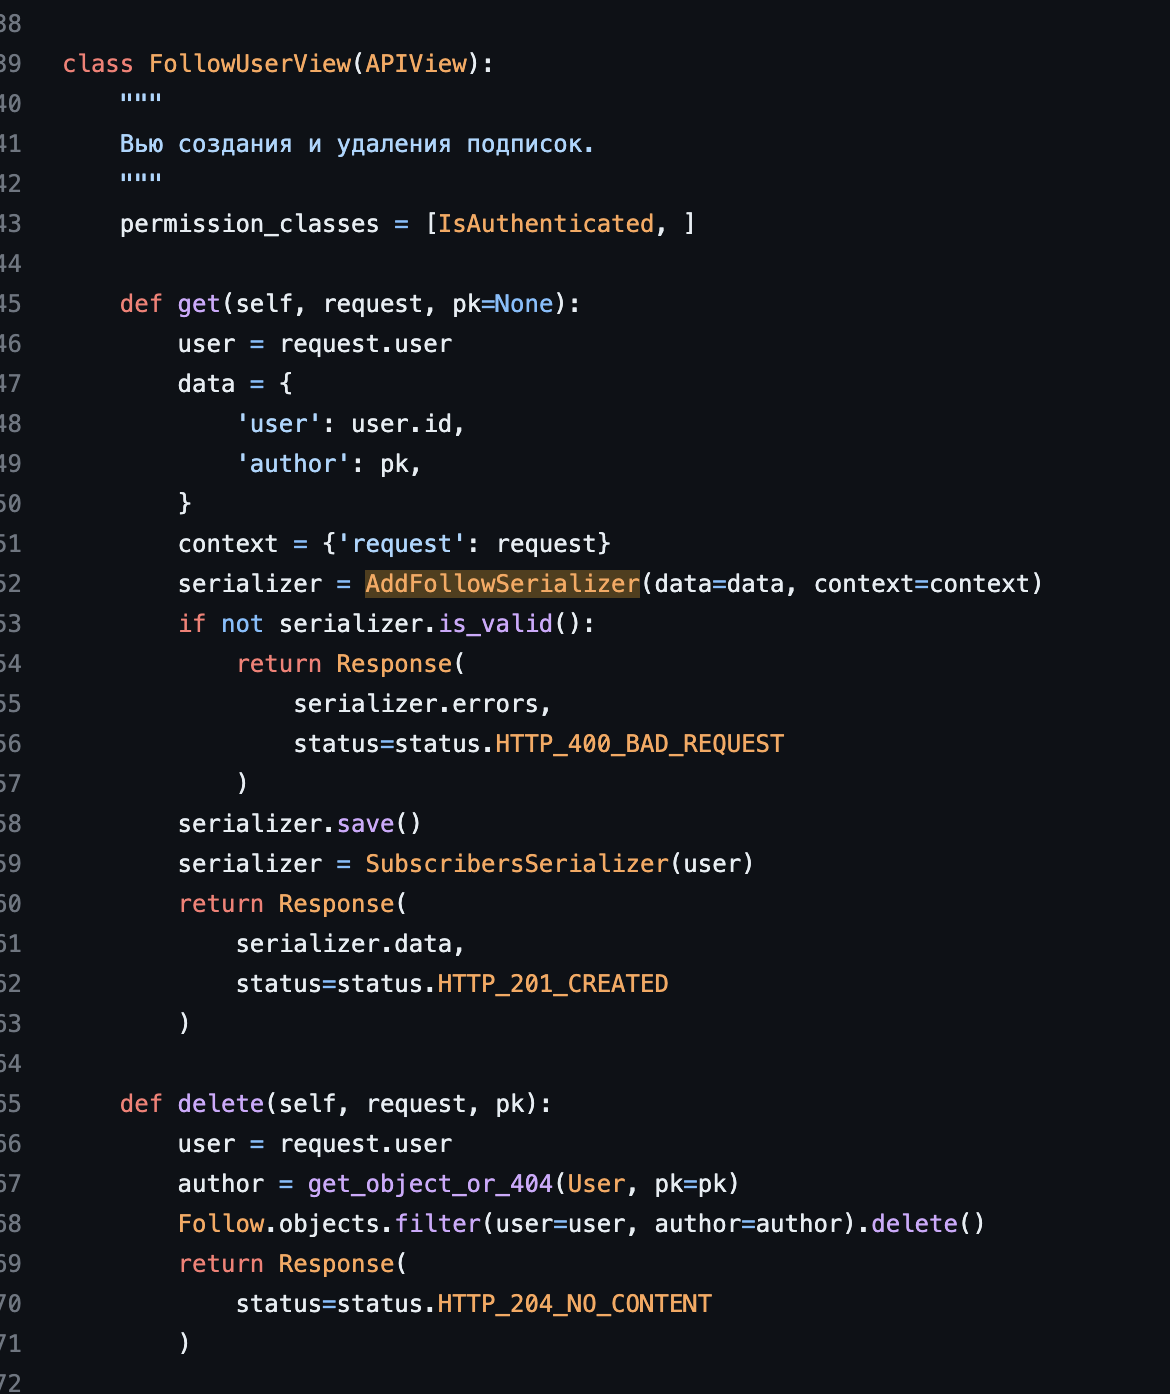 38
39 class FollowUserView(APIView):
40     """
41     Вью создания и удаления подписок.
42     """
43     permission_classes = [IsAuthenticated, ]
44
45     def get(self, request, pk=None):
46         user = request.user
47         data = {
48             'user': user.id,
49             'author': pk,
50         }
51         context = {'request': request}
52         serializer = AddFollowSerializer(data=data, context=context)
53         if not serializer.is_valid():
54             return Response(
55                 serializer.errors,
56                 status=status.HTTP_400_BAD_REQUEST
57             )
58         serializer.save()
59         serializer = SubscribersSerializer(user)
60         return Response(
61             serializer.data,
62             status=status.HTTP_201_CREATED
63         )
64
65     def delete(self, request, pk):
66         user = request.user
67         author = get_object_or_404(User, pk=pk)
68         Follow.objects.filter(user=user, author=author).delete()
69         return Response(
70             status=status.HTTP_204_NO_CONTENT
71         )
72